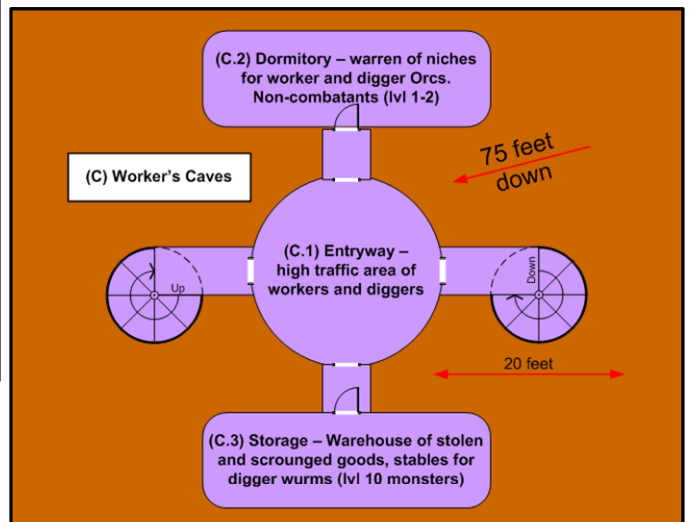 (C.2) Dormitory – warren of niches
for worker and digger Orcs.
Non-combatants (lvl 1-2)
75 feet
down
(C) Worker's Caves
(C.1) Entryway –
high traffic area of
workers and diggers
Up
Down
20 feet
(C.3) Storage – Warehouse of stolen
and scrounged goods, stables for
digger wurms (lvl 10 monsters)